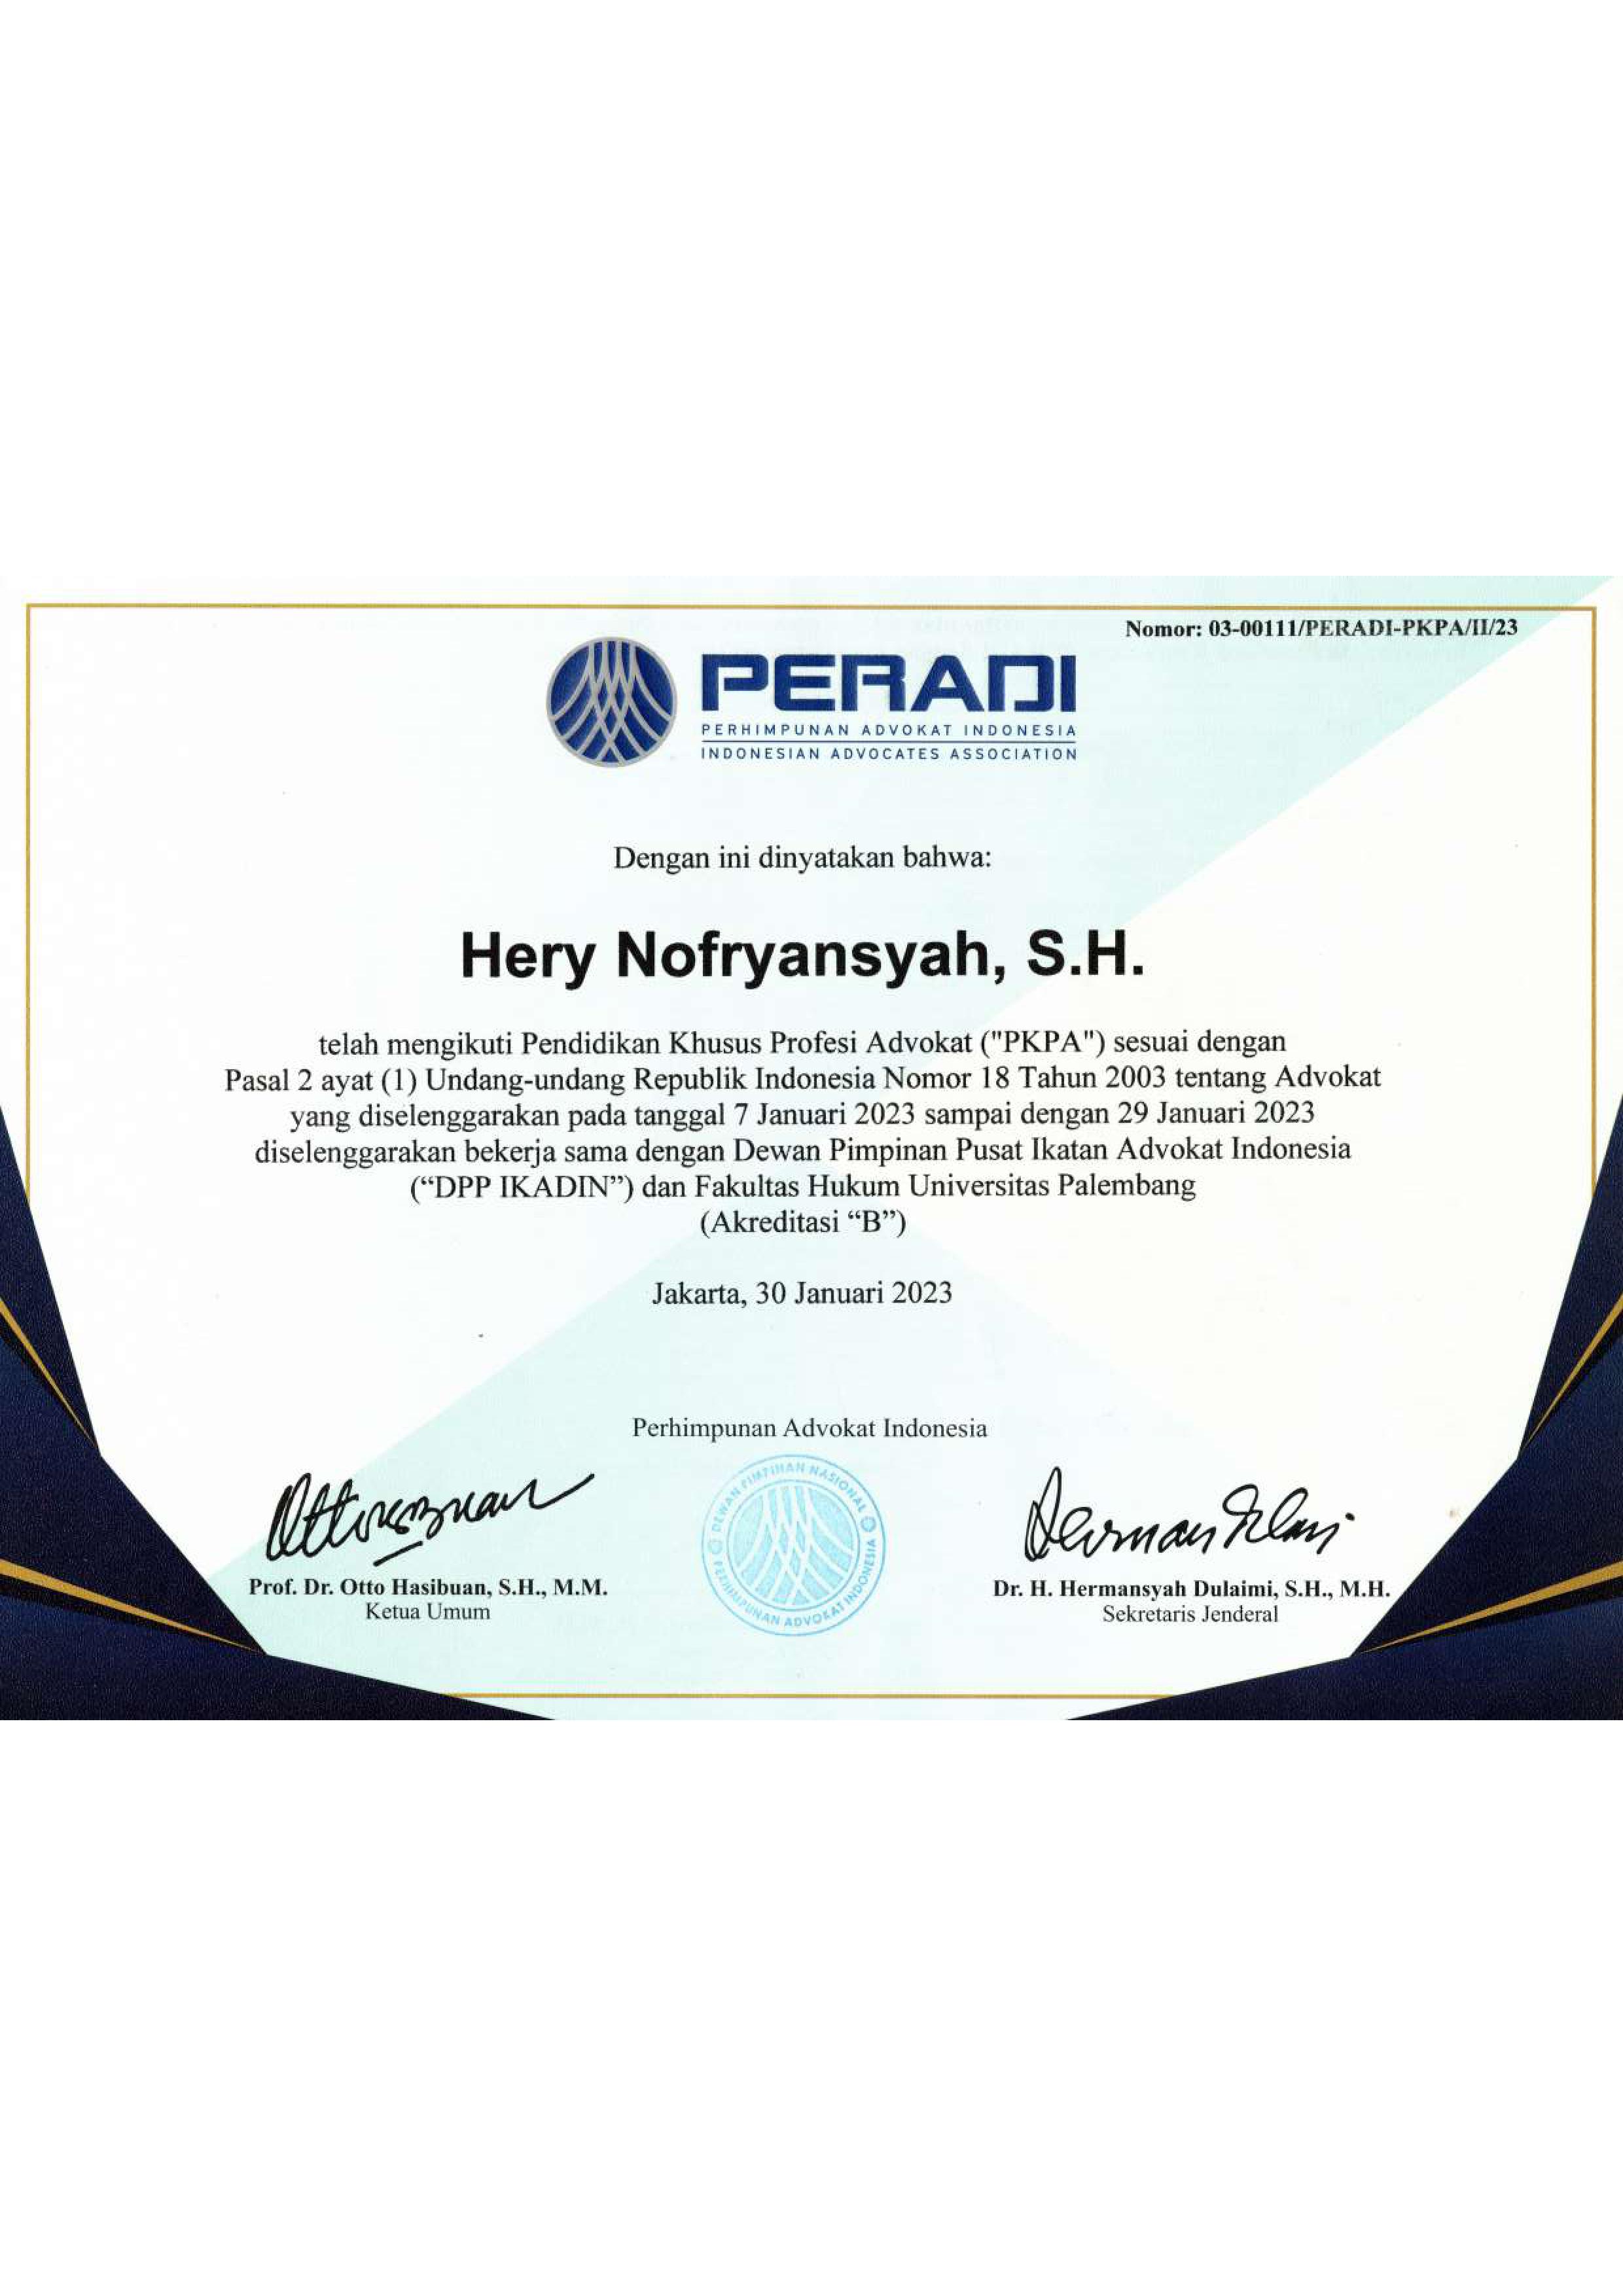 Nomor: 03-00111/PERADI-PKPA/II/23
PERADI
PERHIMPUNAN ADVOKAT INDONESIA
INDONESIAN ADVOCATES ASSOCIATION
Dengan ini dinyatakan bahwa:
Hery Nofryansyah, S.H.
telah mengikuti Pendidikan Khusus Profesi Advokat ("PKPA") sesuai dengan
Pasal 2 ayat (1) Undang-undang Republik Indonesia Nomor 18 Tahun 2003 tentang Advokat
yang diselenggarakan pada tanggal 7 Januari 2023 sampai dengan 29 Januari 2023
diselenggarakan bekerja sama dengan Dewan Pimpinan Pusat Ikatan Advokat Indonesia
(“DPP IKADIN”) dan Fakultas Hukum Universitas Palembang
(Akreditasi “B”)
Jakarta, 30 Januari 2023
Perhimpunan Advokat Indonesia
DEWAN PIMPINAN NASIONAL
PERHIMPUNAN ADVOKAT INDONESIA
Prof. Dr. Otto Hasibuan, S.H., M.M.
Ketua Umum
Dr. H. Hermansyah Dulaimi, S.H., M.H.
Sekretaris Jenderal